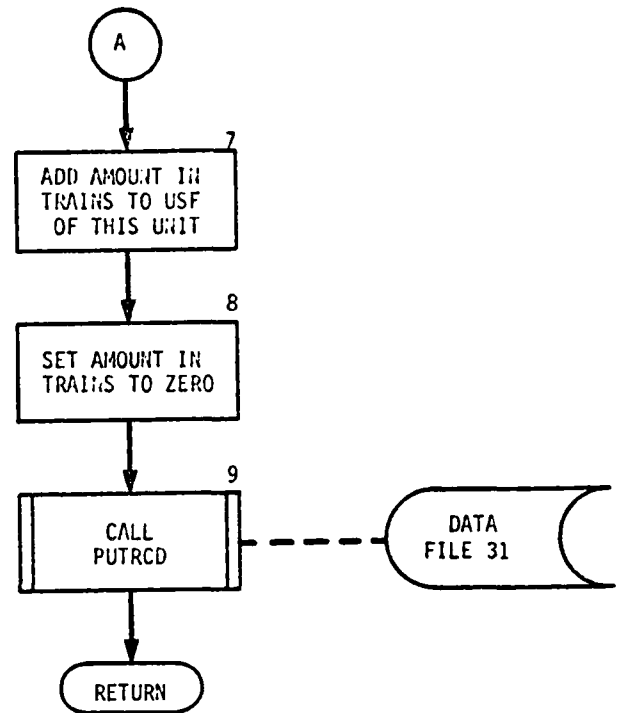 A
7
ADD AMOUNT IN
TRAINS TO USF
OF THIS UNIT
8
SET AMOUNT IN
TRAINS TO ZERO
9
CALL
PUTRCD
DATA
FILE 31
RETURN